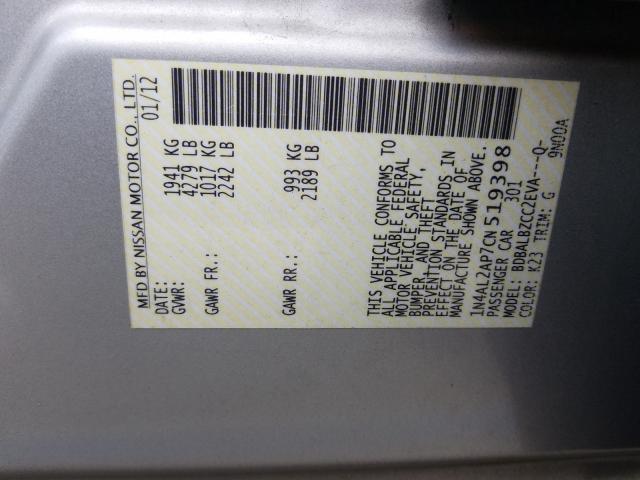 MFD BY NISSAN MOTOR CO., LTD.
DATE: 01/12
GVWR: 1941 KG
4279 LB
GAWR FR.: 1017 KG
2242 LB
GAWR RR.: 993 KG
2189 LB
THIS VEHICLE CONFORMS TO
ALL APPLICABLE FEDERAL
MOTOR VEHICLE SAFETY,
BUMPER, AND THEFT
PREVENTION STANDARDS IN
EFFECT ON THE DATE OF
MANUFACTURE SHOWN ABOVE.
1N4AL2AP7CN519398
PASSENGER CAR 301
MODEL: BDBALBZCC2EVA---Q-
COLOR: K23 TRIM: G 9N00A